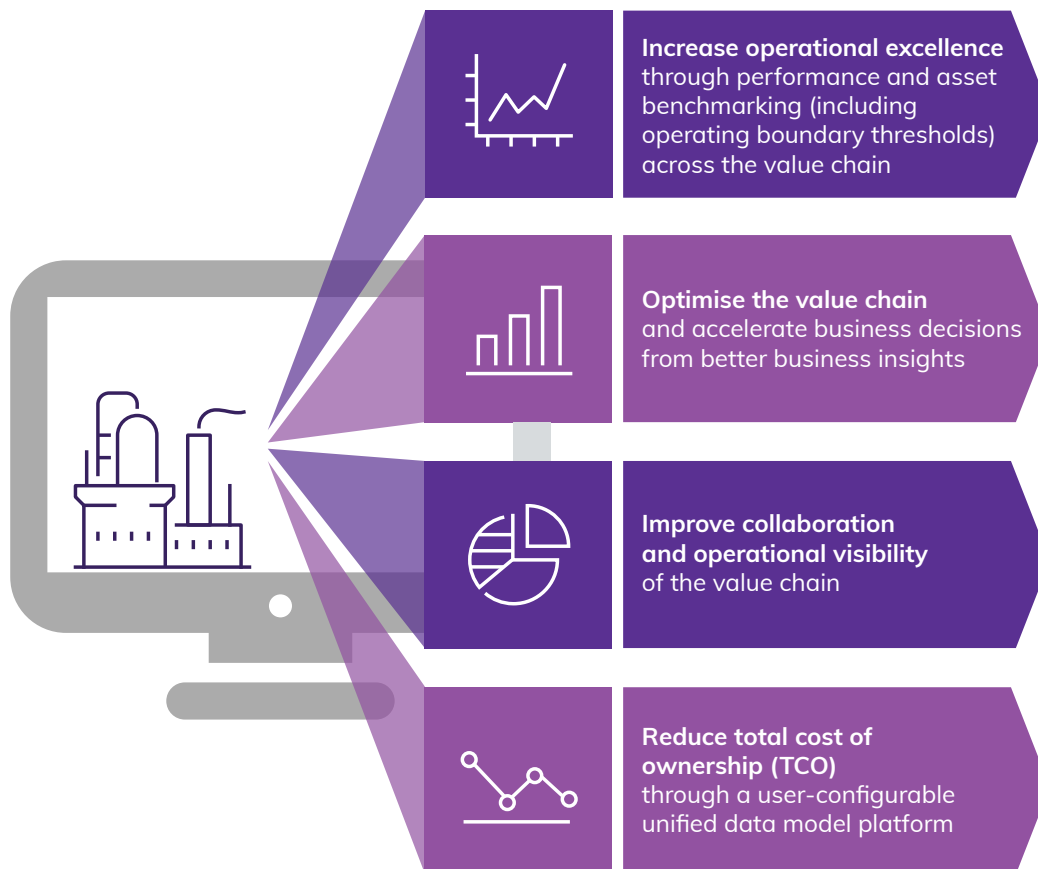 Increase operational excellence
through performance and asset
benchmarking (including
operating boundary thresholds)
across the value chain
Optimise the value chain
and accelerate business decisions
from better business insights
Improve collaboration
and operational visibility
of the value chain
Reduce total cost of
ownership (TCO)
through a user-configurable
unified data model platform